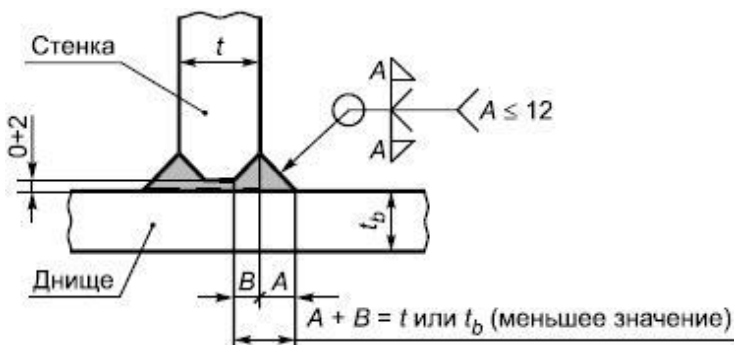 Стенка
t
A
A ≤ 12
A
0+2
t_b
Днище
B
A
A + B = t или t_b (меньшее значение)